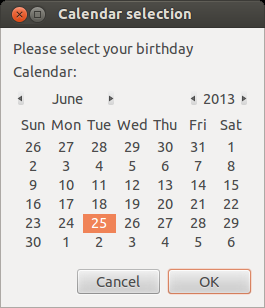 Calendar selection
Please select your birthday
Calendar:
June 2013
Sun Mon Tue Wed Thu Fri Sat
26 27 28 29 30 31 1
2 3 4 5 6 7 8
9 10 11 12 13 14 15
16 17 18 19 20 21 22
23 24 25 26 27 28 29
30 1 2 3 4 5 6
Cancel OK